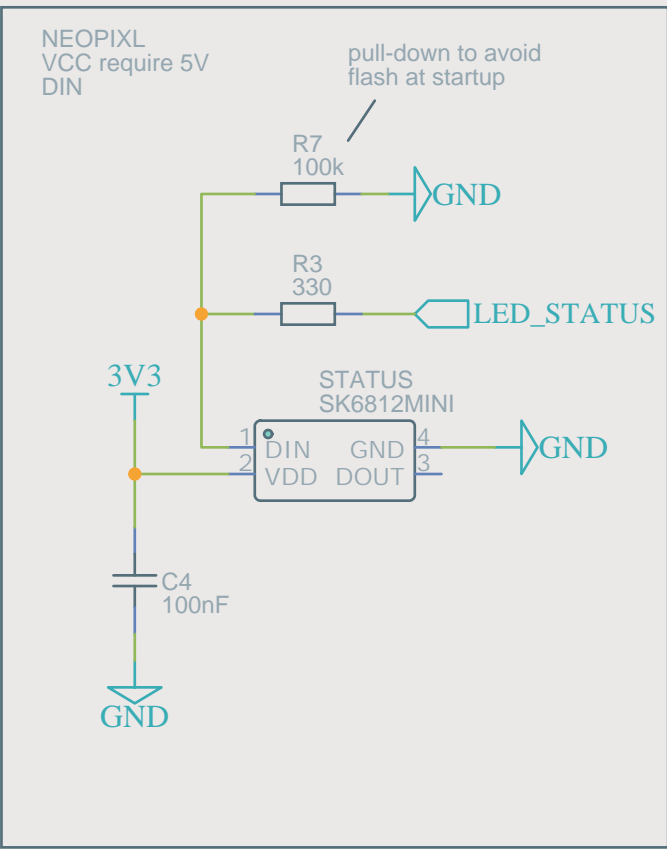 NEOPIXL
VCC require 5V
DIN
pull-down to avoid
flash at startup
R7
100k
GND
R3
330
LED_STATUS
3V3
STATUS
SK6812MINI
1
DIN
GND
4
GND
2
VDD
DOUT
3
C4
100nF
GND